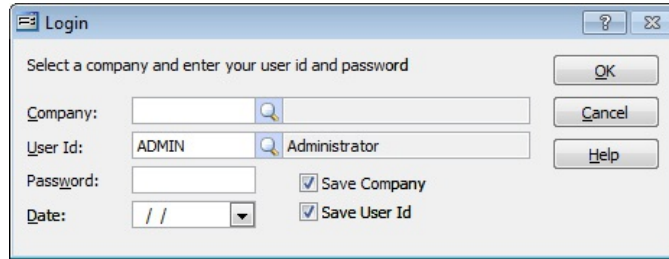 Login
Select a company and enter your user id and password
OK
Company:
Cancel
User Id: ADMIN Administrator
Help
Password:
Save Company
Date: / /
Save User Id